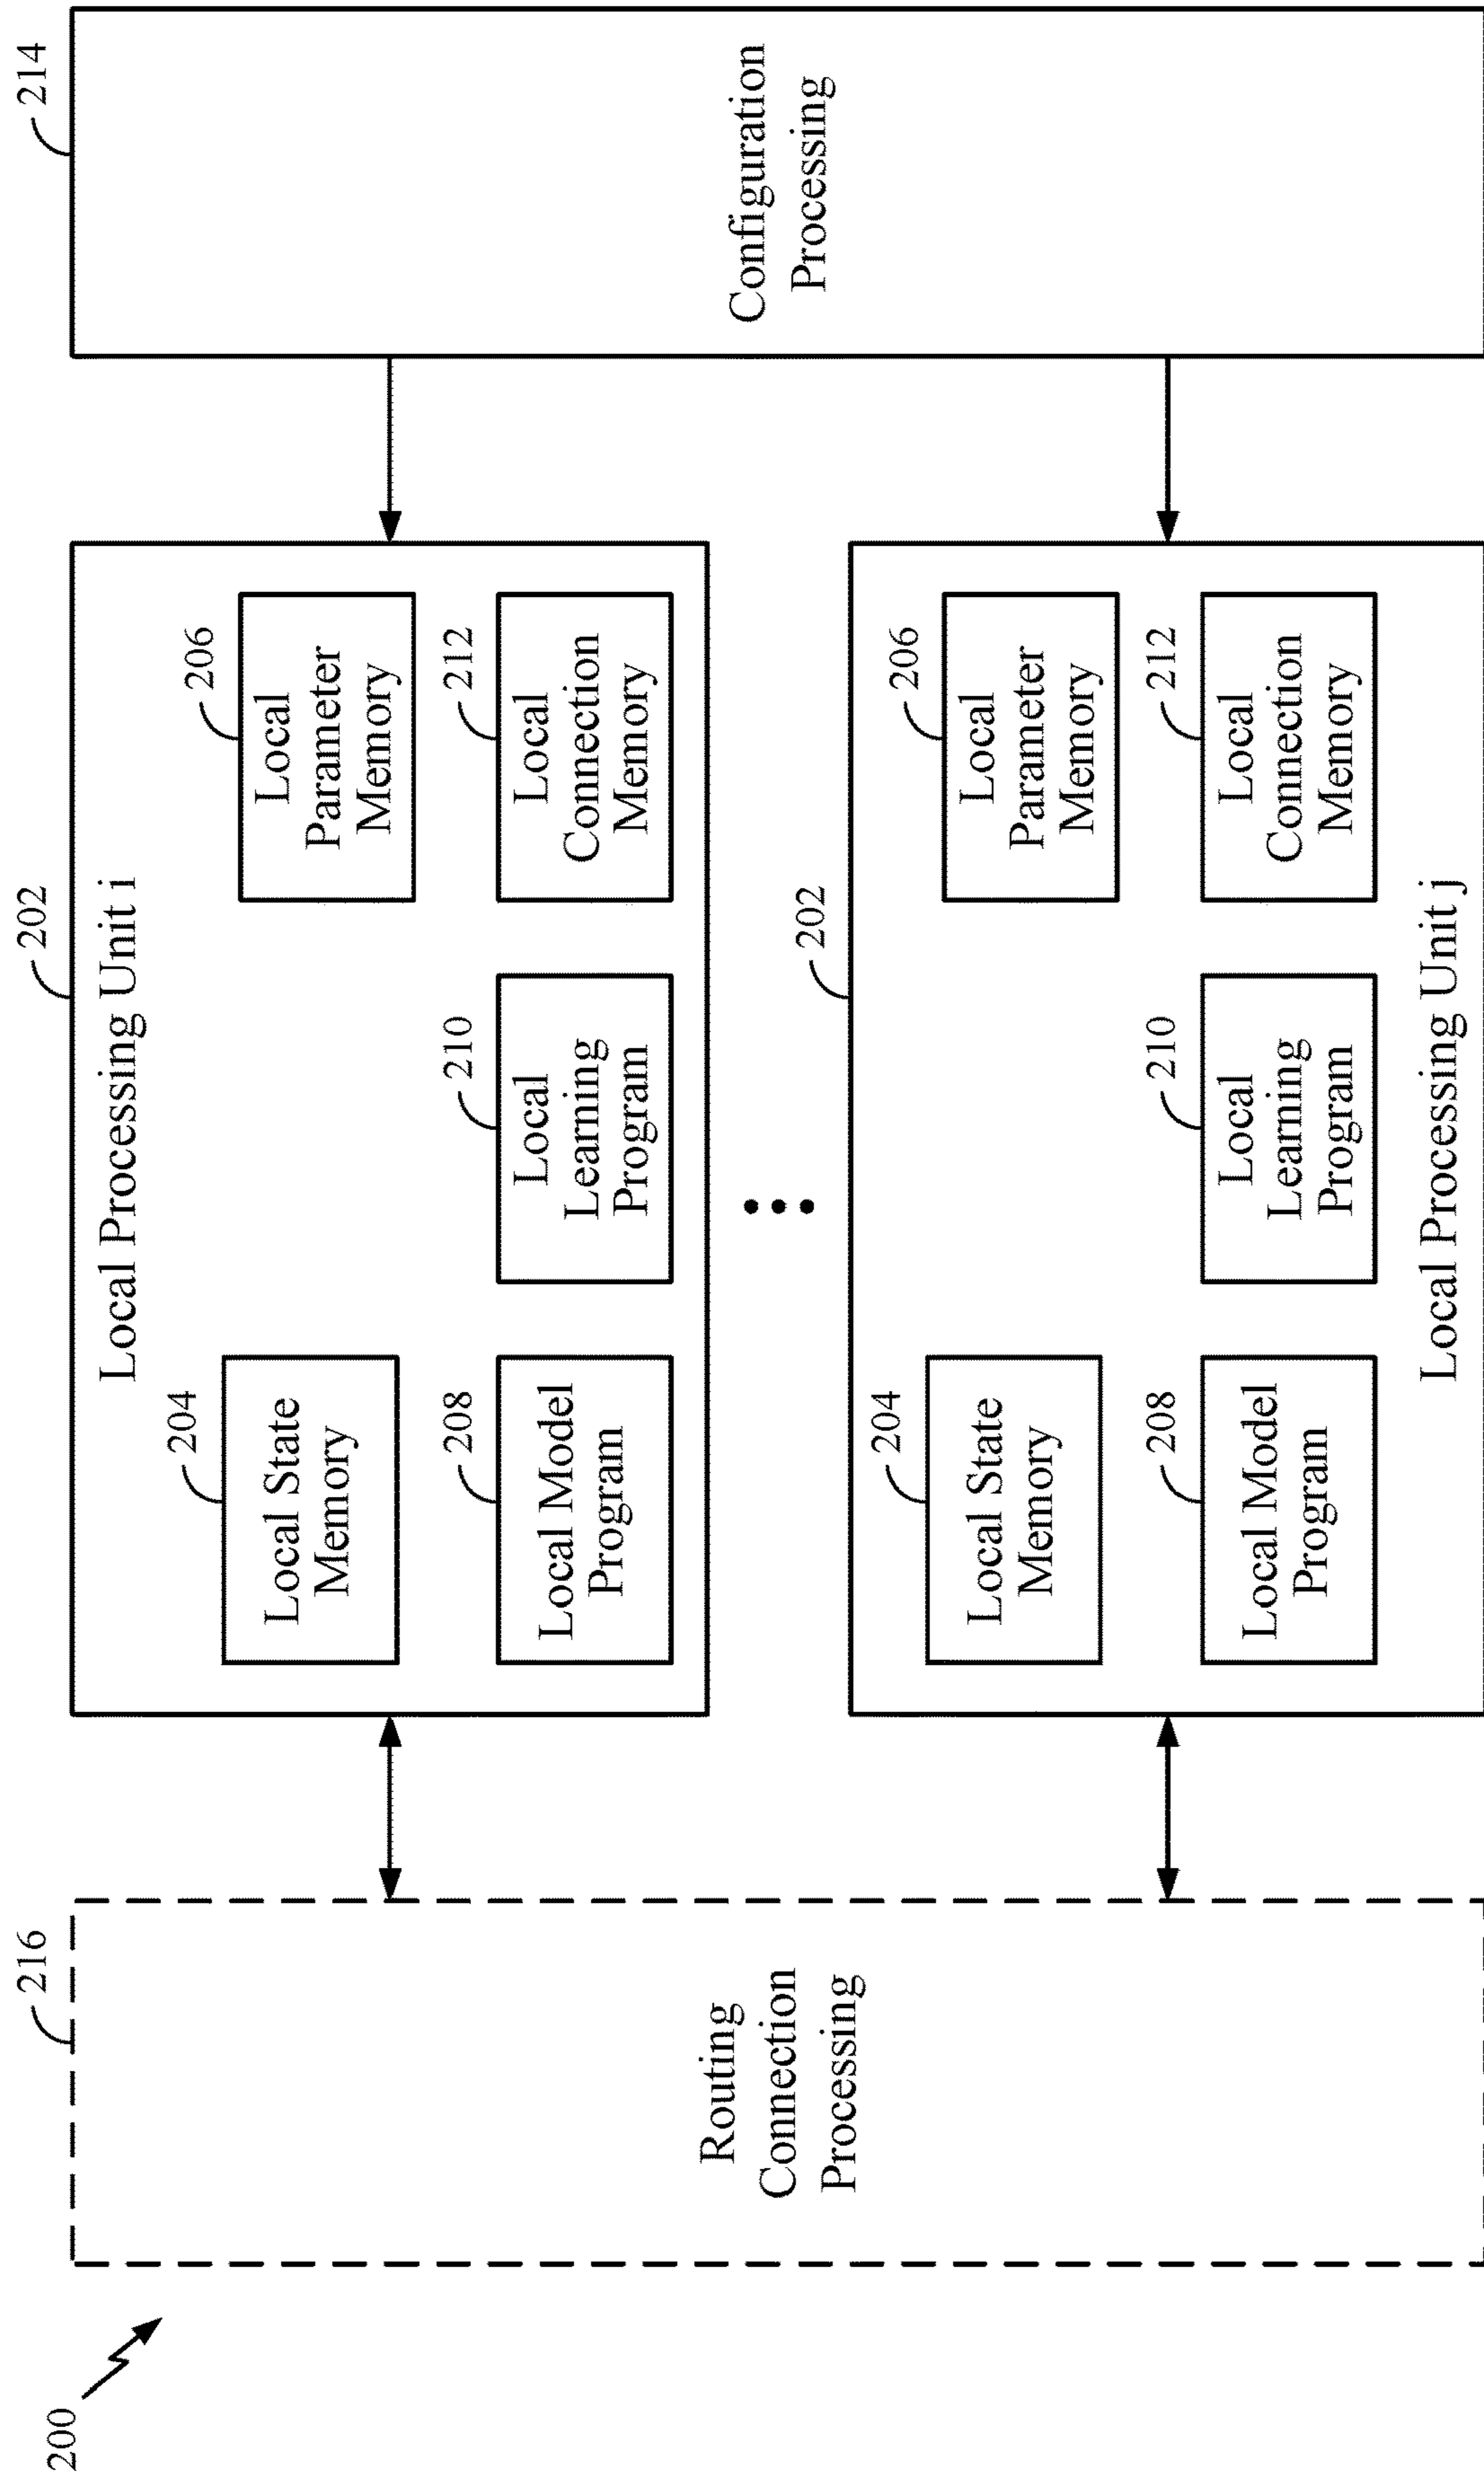 200
216
Routing
Connection
Processing
202
Local Processing Unit i
204
Local State
Memory
206
Local
Parameter
Memory
208
Local Model
Program
210
Local
Learning
Program
212
Local
Connection
Memory
202
204
Local State
Memory
206
Local
Parameter
Memory
208
Local Model
Program
210
Local
Learning
Program
212
Local
Connection
Memory
Local Processing Unit j
214
Configuration
Processing